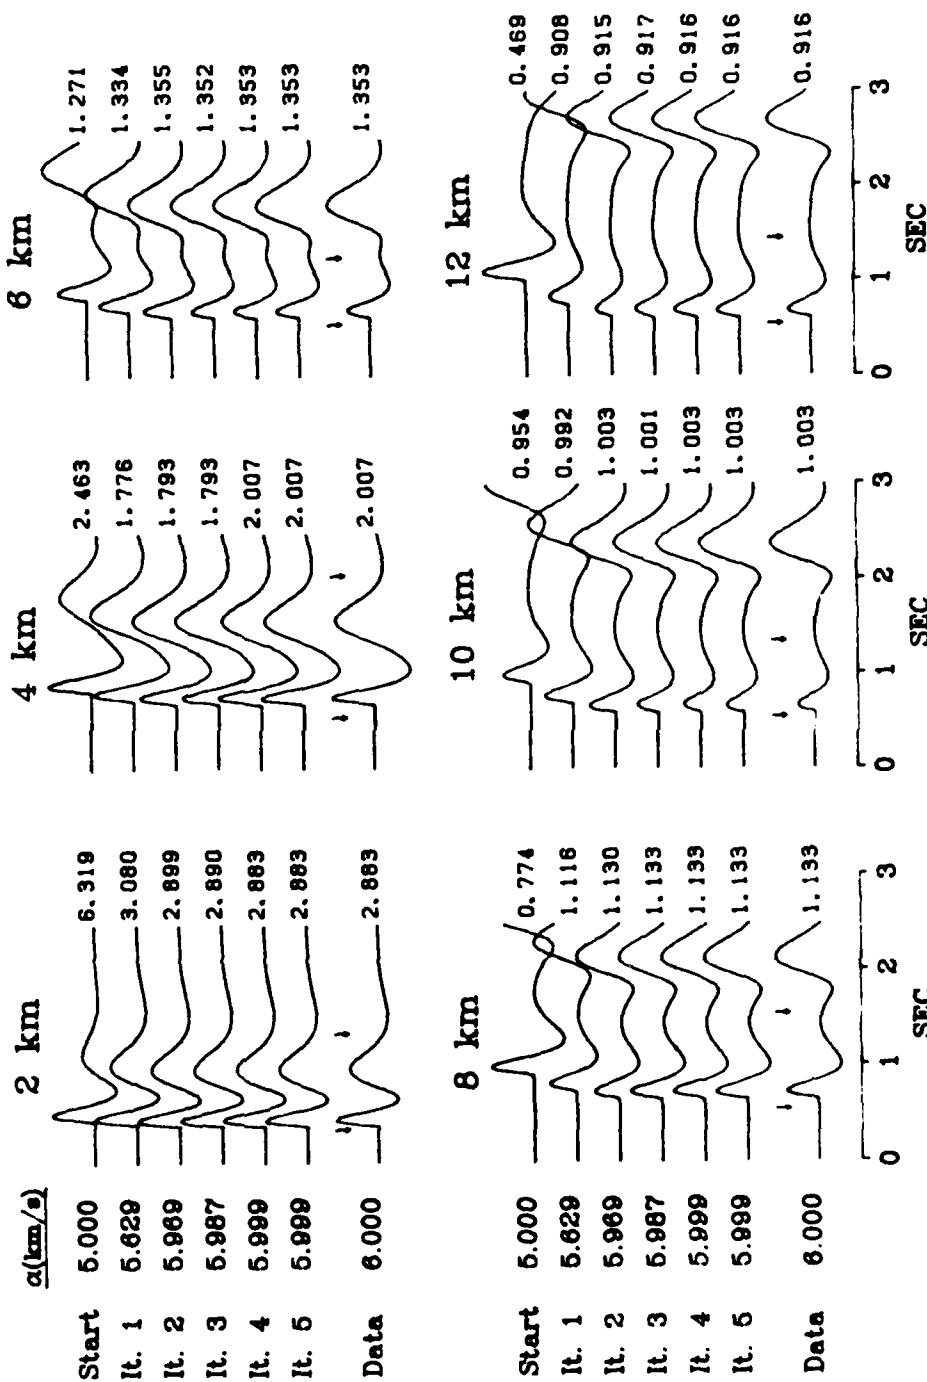 2 km 4 km 6 km
α(km/s)
Start 5.000 6.319 2.463 1.271
It. 1 5.629 3.080 1.776 1.334
It. 2 5.969 2.899 1.793 1.355
It. 3 5.987 2.890 1.793 1.352
It. 4 5.999 2.883 2.007 1.353
It. 5 5.999 2.883 2.007 1.353
Data 6.000 2.883 2.007 1.353
8 km 10 km 12 km
Start 5.000 0.774 0.954 0.469
It. 1 5.629 1.116 0.992 0.908
It. 2 5.969 1.130 1.003 0.915
It. 3 5.987 1.133 1.001 0.917
It. 4 5.999 1.133 1.003 0.916
It. 5 5.999 1.133 1.003 0.916
Data 6.000 1.133 1.003 0.916
0 1 2 3 0 1 2 3 0 1 2 3
SEC SEC SEC